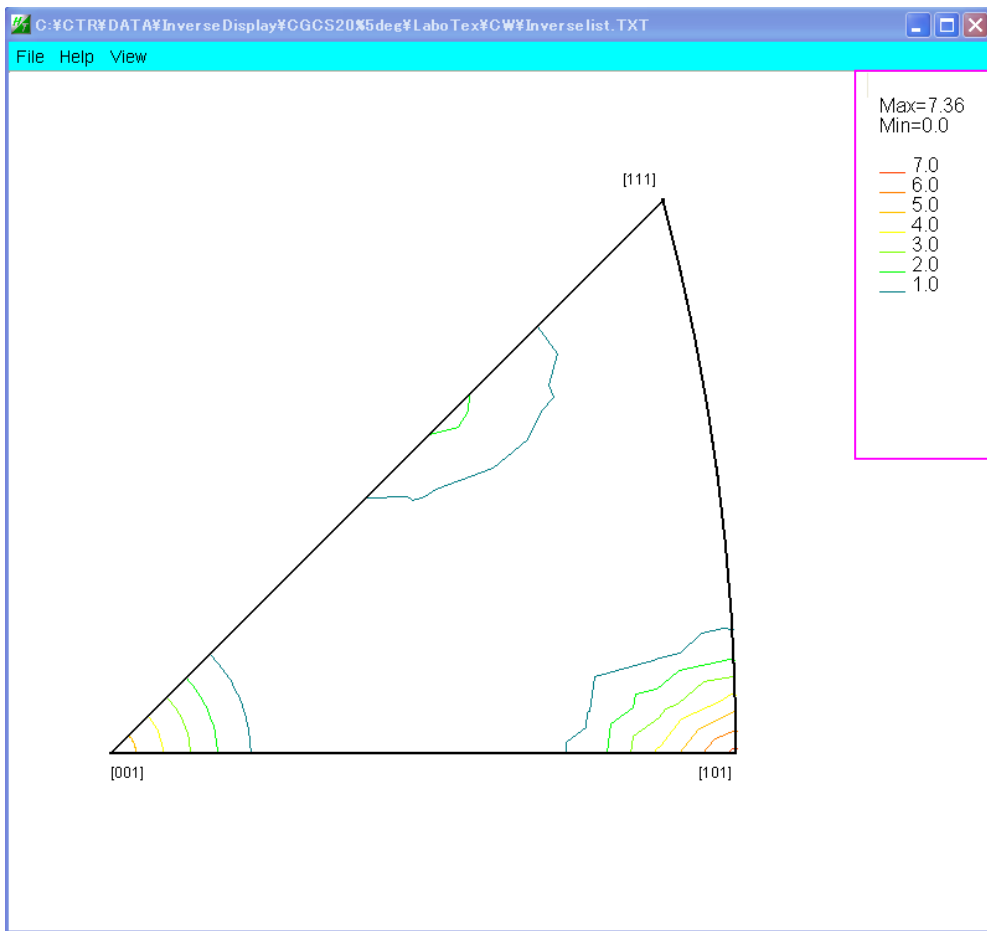 C:¥CTR¥DATA¥InverseDisplay¥CGCS20%5deg¥LaboTex¥CW¥Inverselist.TXT
File Help View
Max=7.36
Min=0.0
7.0
6.0
5.0
4.0
3.0
2.0
1.0
[111]
[001]
[101]